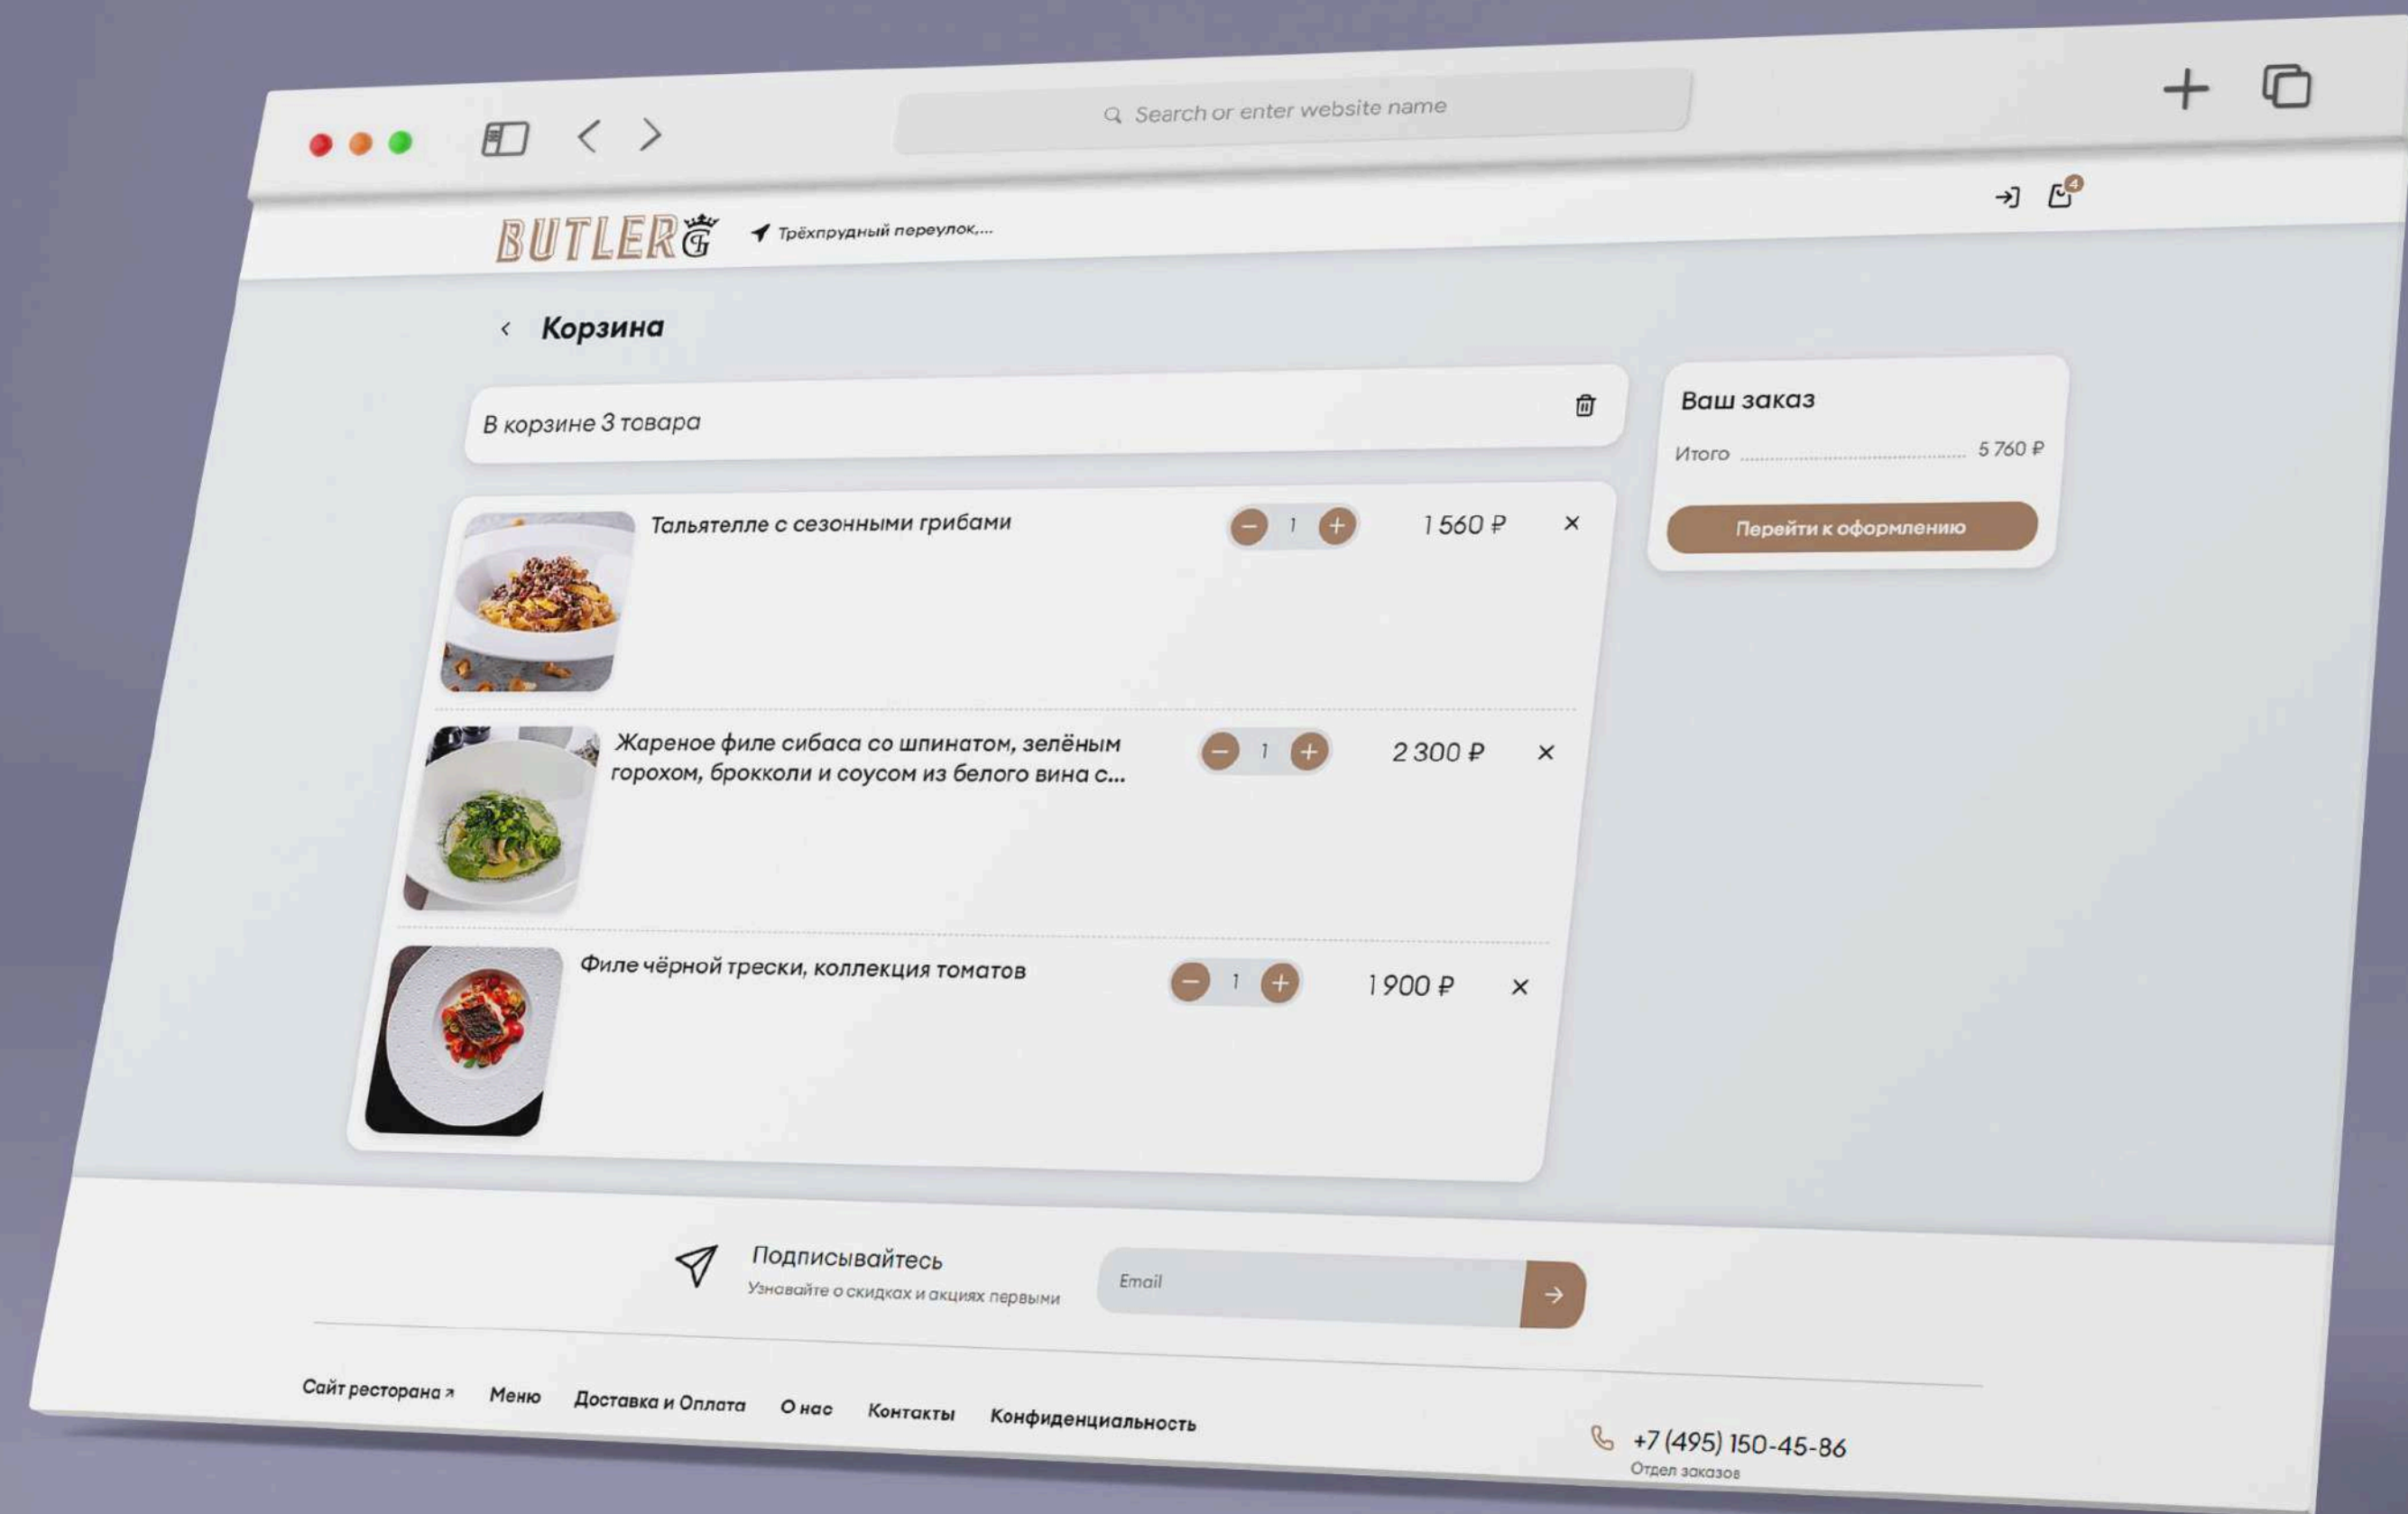 Search or enter website name
BUTLER
Трёхпрудный переулок,...
4
Корзина
В корзине 3 товара
Тальятелле с сезонными грибами
1
1 560 ₽
Жареное филе сибаса со шпинатом, зелёным
горохом, брокколи и соусом из белого вина с...
1
2 300 ₽
Филе чёрной трески, коллекция томатов
1
1 900 ₽
Ваш заказ
Итого 5 760 ₽
Перейти к оформлению
Подписывайтесь
Узнавайте о скидках и акциях первыми
Email
Сайт ресторана Меню Доставка и Оплата О нас Контакты Конфиденциальность
+7 (495) 150-45-86
Отдел заказов